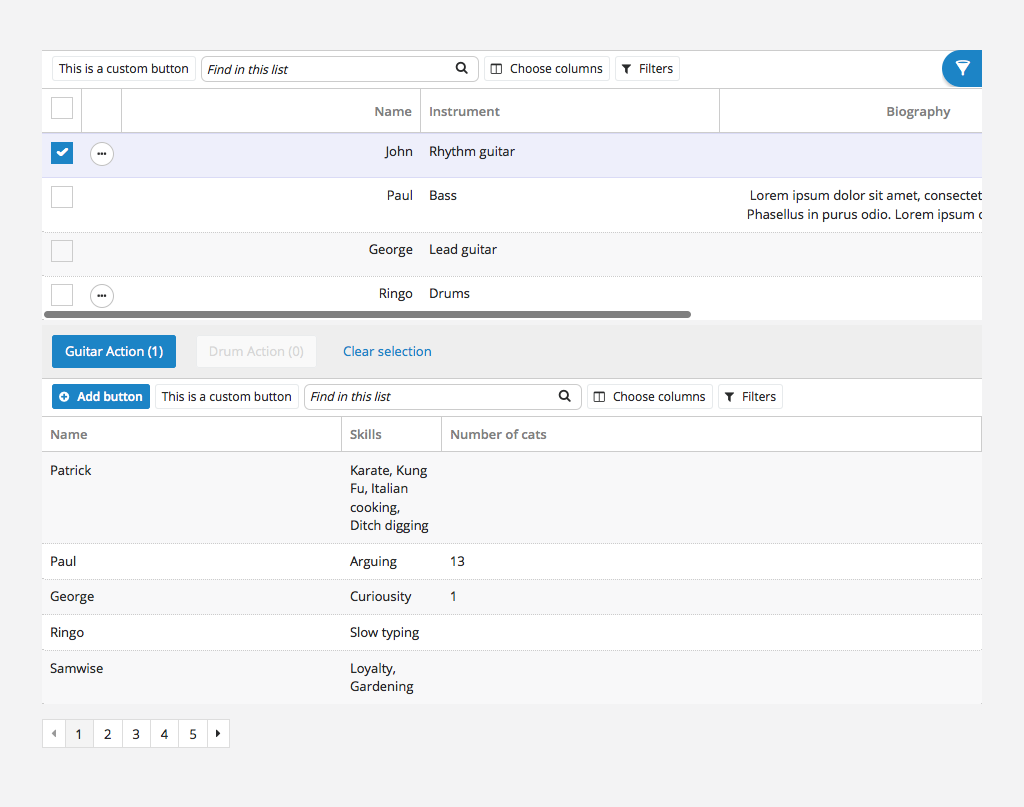 This is a custom button Find in this list Choose columns Filters
Name Instrument Biography
John Rhythm guitar
Paul Bass Lorem ipsum dolor sit amet,
Phasellus in purus odio. Lorem ipsum
George Lead guitar
Ringo Drums
Guitar Action (1) Drum Action (0) Clear selection
Add button This is a custom button Find in this list Choose columns Filters
Name Skills Number of cats
Patrick Karate, Kung
Fu, Italian
cooking,
Ditch digging
Paul Arguing 13
George Curiousity 1
Ringo Slow typing
Samwise Loyalty,
Gardening
1 2 3 4 5